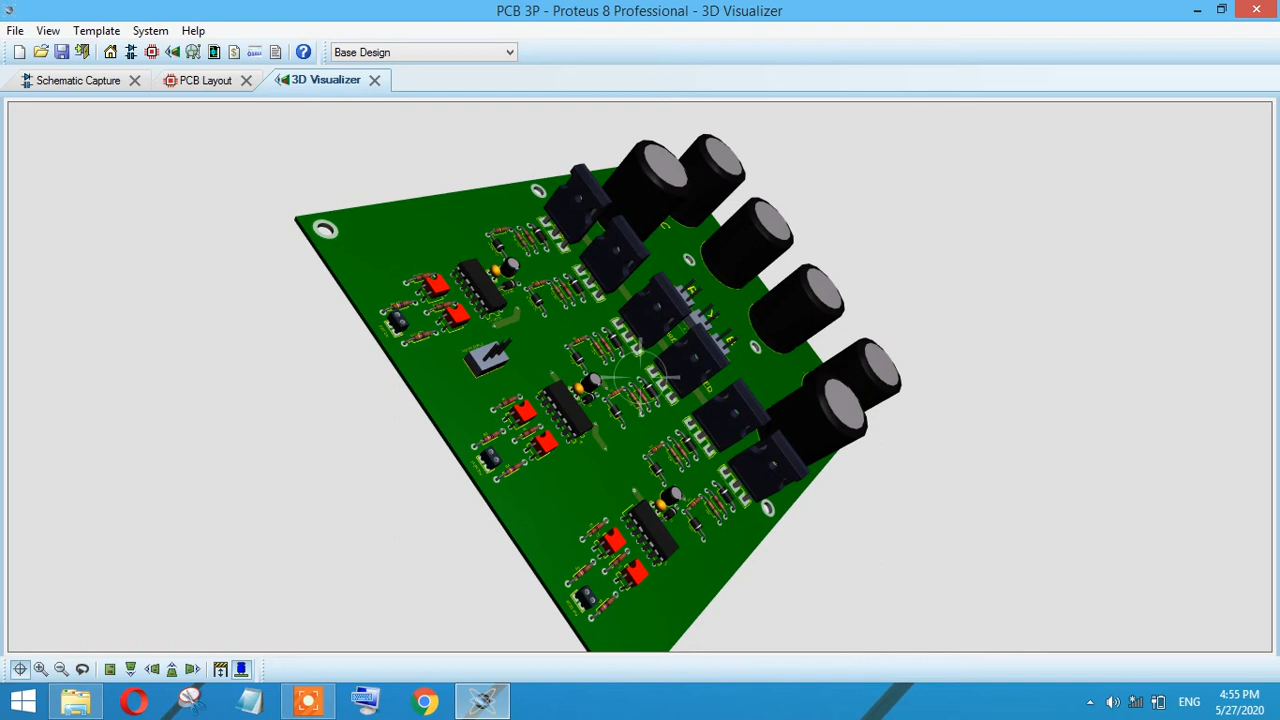 PCB 3P - Proteus 8 Professional - 3D Visualizer
File View Template System Help
Base Design
Schematic Capture PCB Layout 3D Visualizer
ENG
4:55 PM
5/27/2020